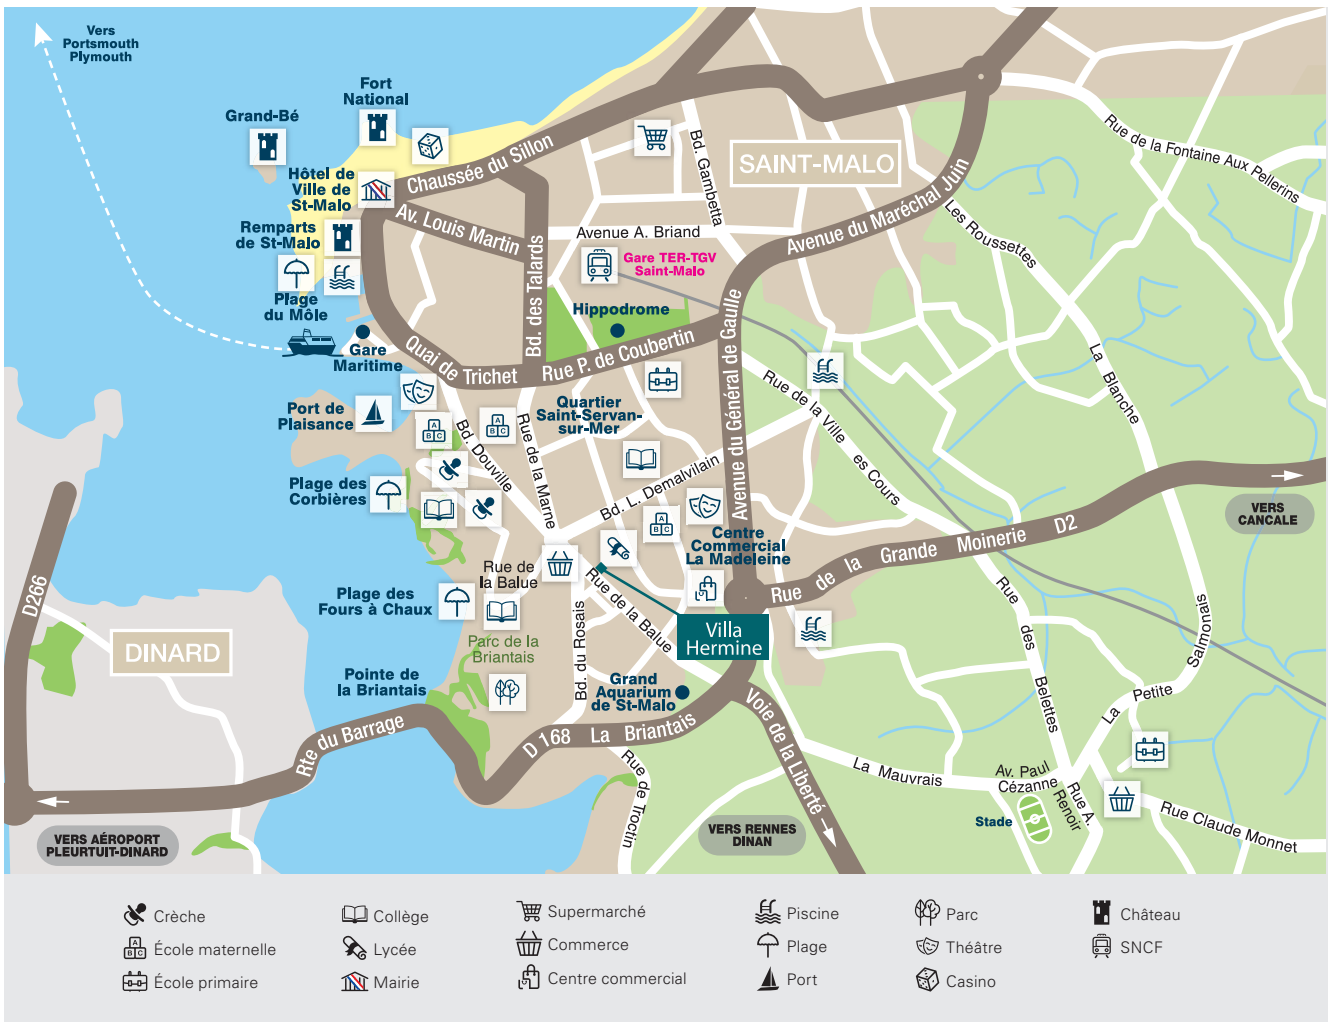 Vers
Portsmouth
Plymouth
Fort
National
Grand-Bé
Hôtel de
Ville de
St-Malo
Chaussée du Sillon
Av. Louis Martin
Remparts
de St-Malo
Plage
du Môle
Gare
Maritime
Quai de Trichet
Bd. des Talards
Avenue A. Briand
Gare TER-TGV
Saint-Malo
Hippodrome
Rue P. de Coubertin
Bd. Gambetta
SAINT-MALO
Avenue du Maréchal Juin
Avenue du Général de Gaulle
Rue de la Fontaine Aux Pellerins
Les Roussettes
La Blanche
Rue de la Ville es Cours
Port de
Plaisance
Quartier
Saint-Servan-
sur-Mer
Bd. Douville
Rue de la Marne
Bd. L. Demalvilain
Plage des
Corbières
Centre
Commercial
La Madeleine
Rue de la Grande Moinerie D2
VERS
CANCALE
Rue de
la Balue
Rue de la Balue
Plage des
Fours à Chaux
Parc de la
Briantais
Villa
Hermine
Bd. du Rosais
Pointe de
la Briantais
Grand
Aquarium
de St-Malo
D266
DINARD
Rte du Barrage
D 168 La Briantais
Voie de la Liberté
Rue des Belettes
La Petite Salmonais
Rue de Troctin
La Mauvrais
Av. Paul
Cézanne
Rue A.
Renoir
Stade
Rue Claude Monnet
VERS AÉROPORT
PLEURTUIT-DINARD
VERS RENNES
DINAN
A
B C
A
B C
A
B C
Crèche
Collège
Supermarché
Piscine
Parc
Château
A
B C
École maternelle
Lycée
Commerce
Plage
Théâtre
SNCF
École primaire
Mairie
Centre commercial
Port
Casino